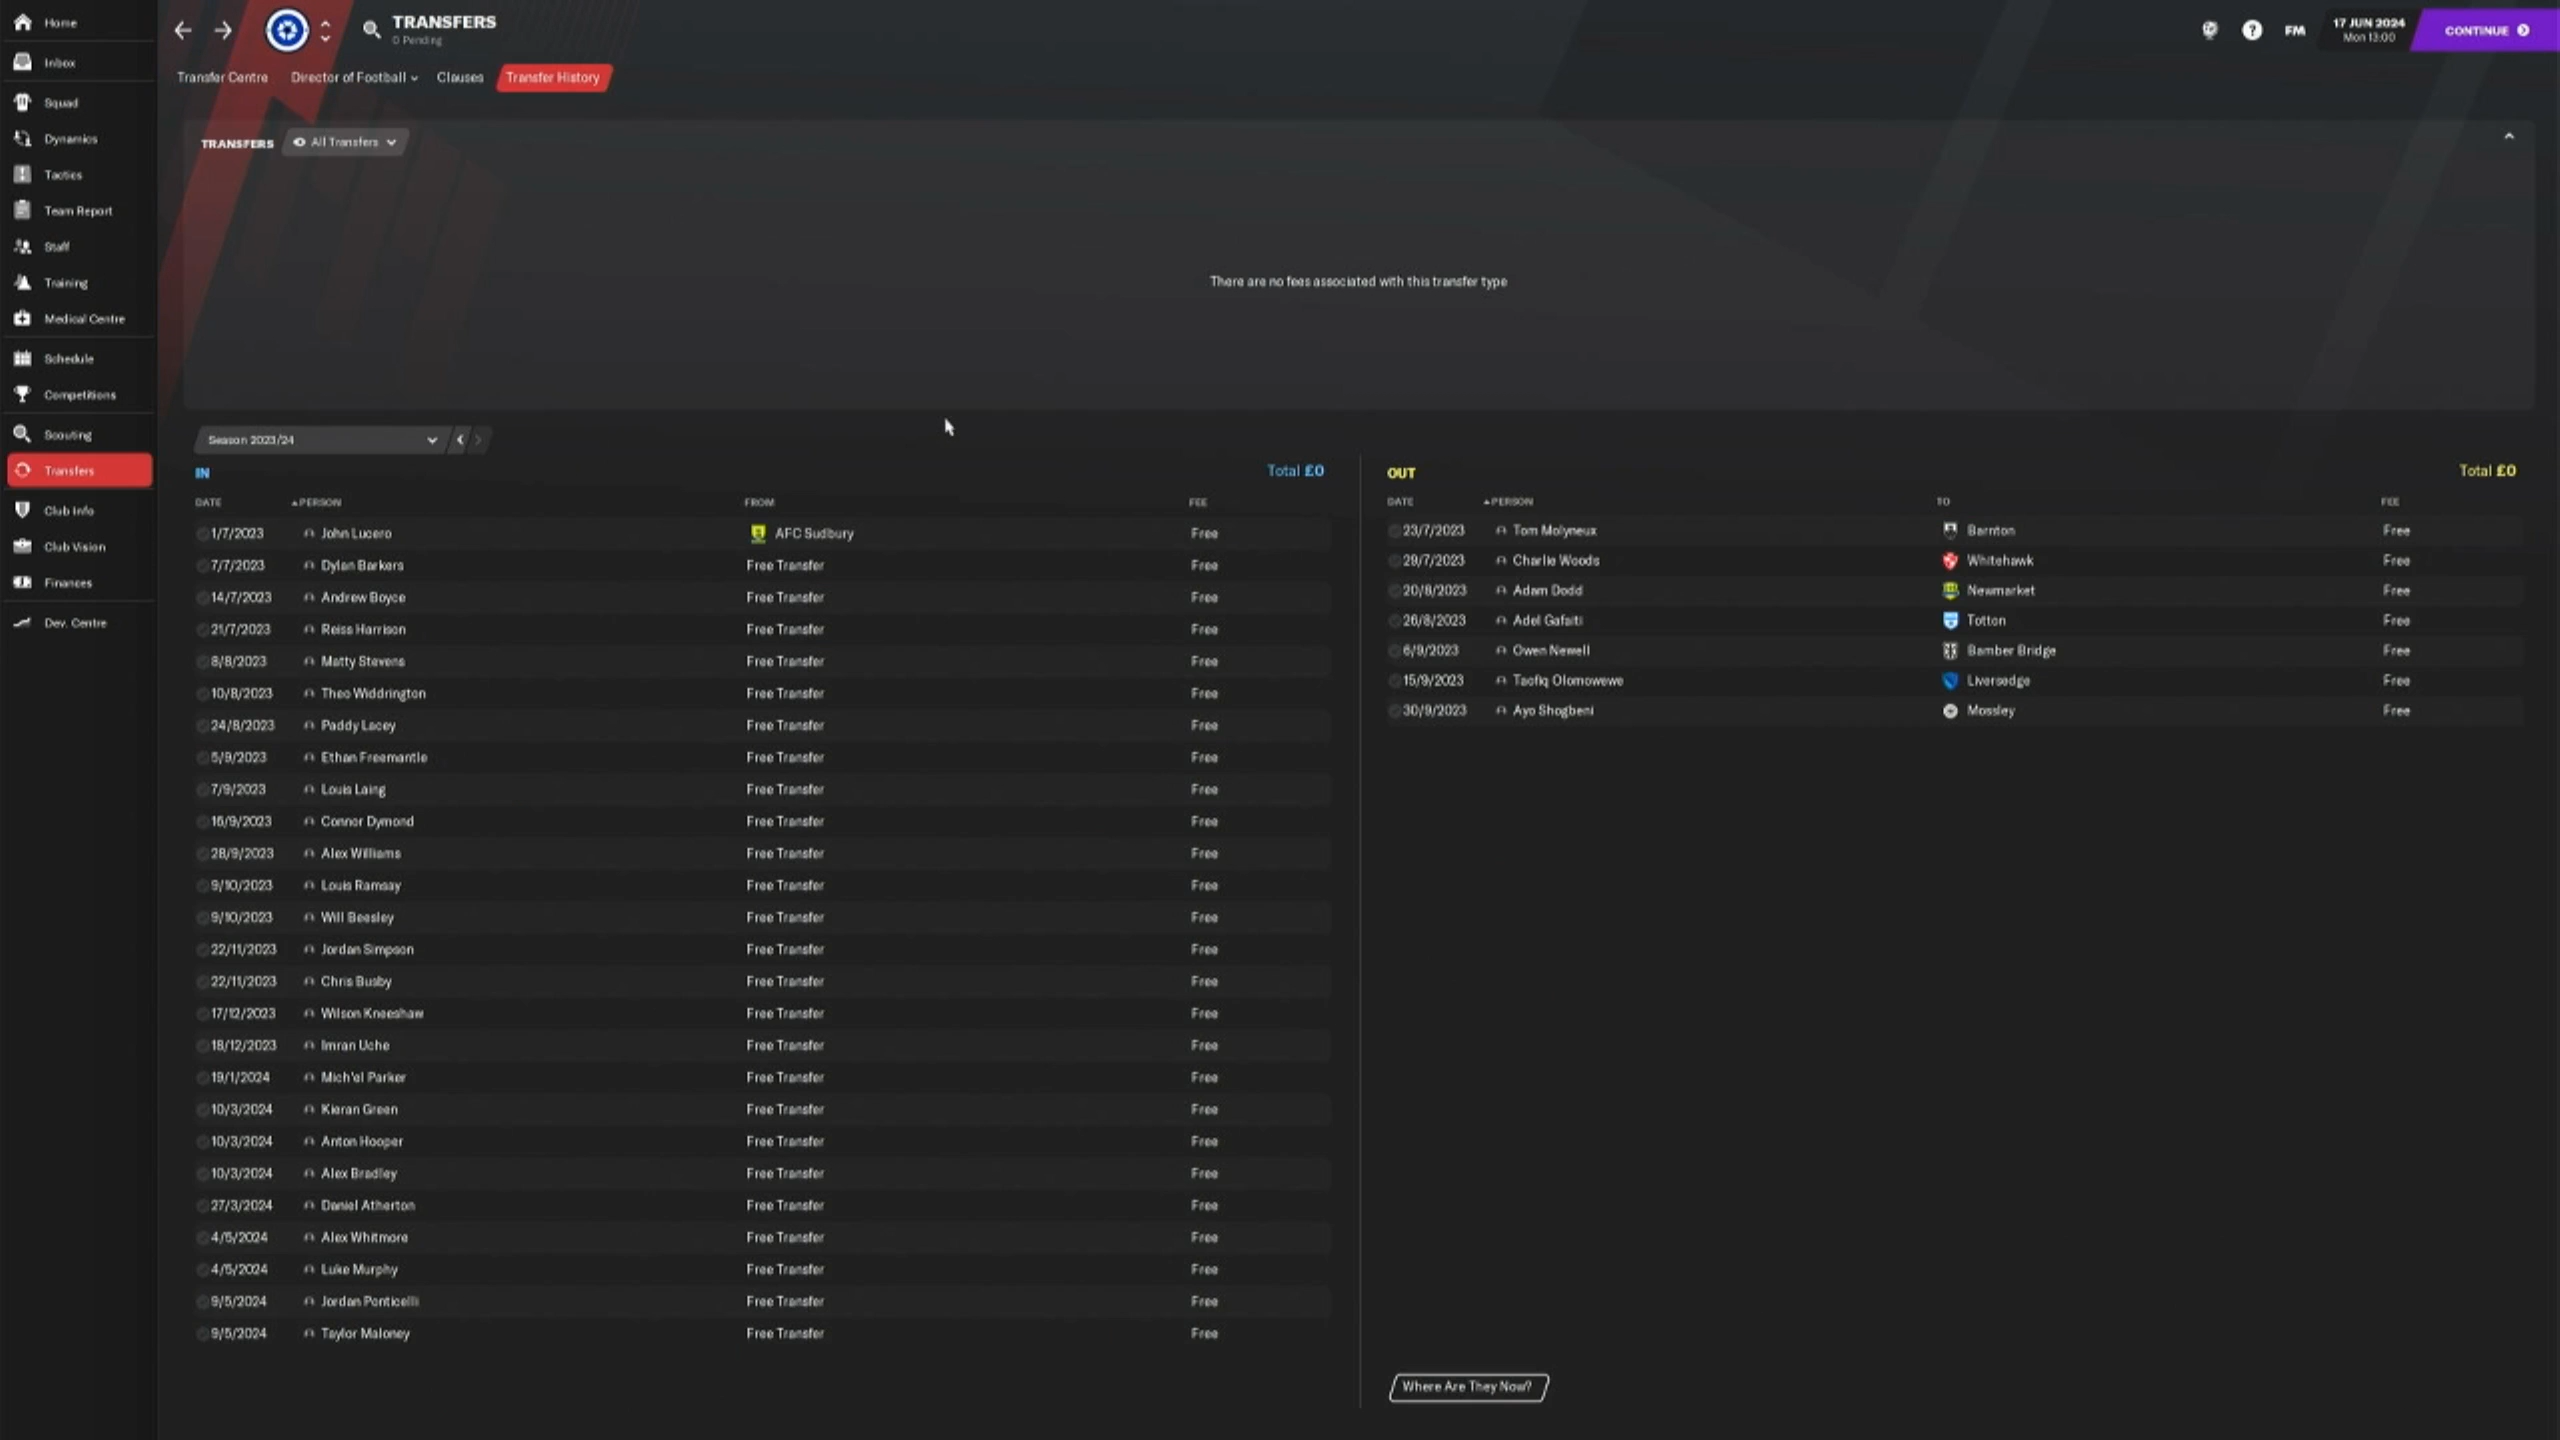 Home
Inbox
Squad
Dynamics
Tactics
Team Report
Staff
Training
Medical Centre
Schedule
Competitions
Scouting
Transfers
Club Info
Club Vision
Finances
Dev. Centre
TRANSFERS
0 Pending
FM
17 JUN 2024
Mon 13:00
CONTINUE
Transfer Centre Director of Football Clauses Transfer History
TRANSFERS All Transfers
There are no fees associated with this transfer type
Season 2023/24
IN Total £0
DATE PERSON FROM FEE
1/7/2023 John Lucero AFC Sudbury Free
7/7/2023 Dylan Barkers Free Transfer Free
14/7/2023 Andrew Boyce Free Transfer Free
21/7/2023 Reiss Harrison Free Transfer Free
8/8/2023 Matty Stevens Free Transfer Free
10/8/2023 Theo Widdrington Free Transfer Free
24/8/2023 Paddy Lacey Free Transfer Free
5/9/2023 Ethan Freemantle Free Transfer Free
7/9/2023 Louis Laing Free Transfer Free
16/9/2023 Connor Dymond Free Transfer Free
28/9/2023 Alex Williams Free Transfer Free
9/10/2023 Louis Ramsay Free Transfer Free
9/10/2023 Will Beesley Free Transfer Free
22/11/2023 Jordan Simpson Free Transfer Free
22/11/2023 Chris Busby Free Transfer Free
17/12/2023 Wilson Kneeshaw Free Transfer Free
18/12/2023 Imran Uche Free Transfer Free
19/1/2024 Mich'el Parker Free Transfer Free
10/3/2024 Kieran Green Free Transfer Free
10/3/2024 Anton Hooper Free Transfer Free
10/3/2024 Alex Bradley Free Transfer Free
27/3/2024 Daniel Atherton Free Transfer Free
4/5/2024 Alex Whitmore Free Transfer Free
4/5/2024 Luke Murphy Free Transfer Free
9/5/2024 Jordan Ponticelli Free Transfer Free
9/5/2024 Taylor Maloney Free Transfer Free
OUT Total £0
DATE PERSON TO FEE
23/7/2023 Tom Molyneux Barnton Free
29/7/2023 Charlie Woods Whitehawk Free
20/8/2023 Adam Dodd Newmarket Free
26/8/2023 Adel Gafaiti Totton Free
6/9/2023 Owen Newell Bamber Bridge Free
15/9/2023 Taofiq Olomowewe Liversedge Free
30/9/2023 Ayo Shogbeni Mossley Free
Where Are They Now?